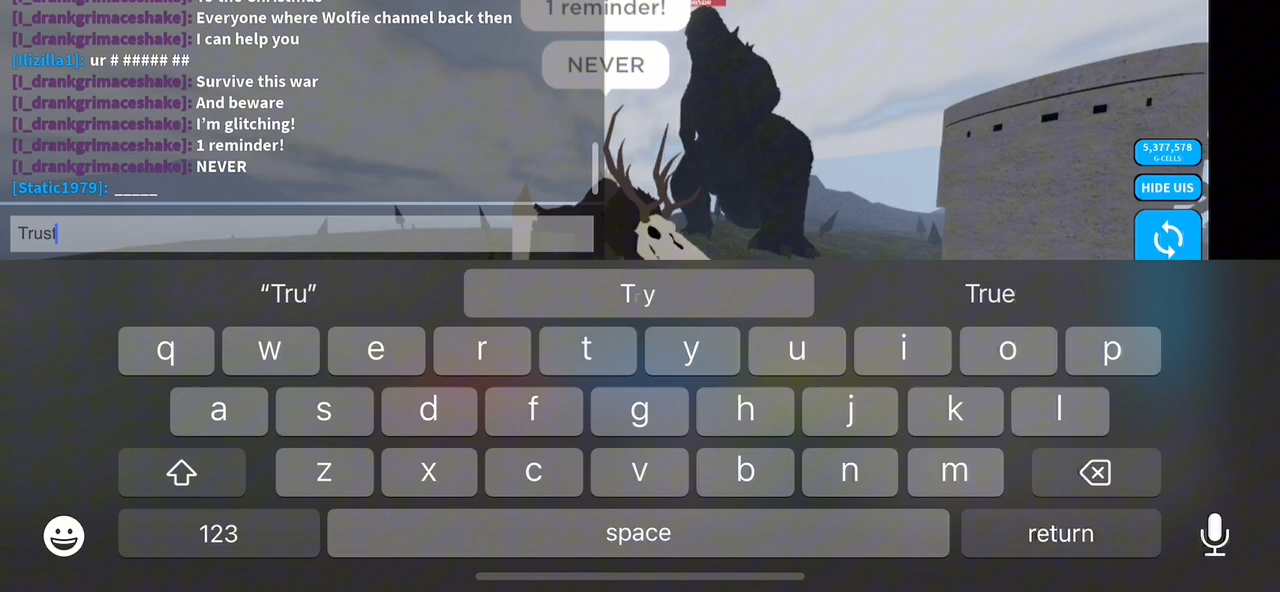 [I_drankgrimaceshake]: Everyone where Wolfie channel back then
[I_drankgrimaceshake]: I can help you
[Ilizilla1]: ur # ##### ##
[I_drankgrimaceshake]: Survive this war
[I_drankgrimaceshake]: And beware
[I_drankgrimaceshake]: I'm glitching!
[I_drankgrimaceshake]: 1 reminder!
[I_drankgrimaceshake]: NEVER
[Static1979]: _____
Trust
1 reminder!
NEVER
5,377,578
G-CELLS
HIDE UIS
“Tru” Try True
q w e r t y u i o p
a s d f g h j k l
z x c v b n m
123 space return